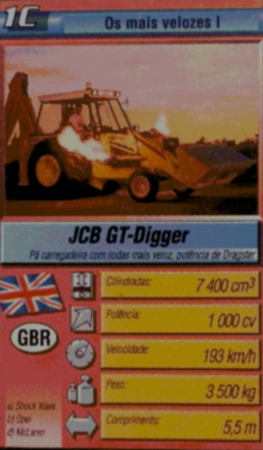 1C
Os mais velozes I
JCB GT-Digger
Pá carregadeira com rodas mais veloz, potência de Dragster
Cilindradas: 7 400 cm³
Potência: 1 000 cv
GBR
Velocidade: 193 km/h
Peso: 3 500 kg
a) Shock Wave
b) Opel
d) McLaren
Comprimento: 5,5 m